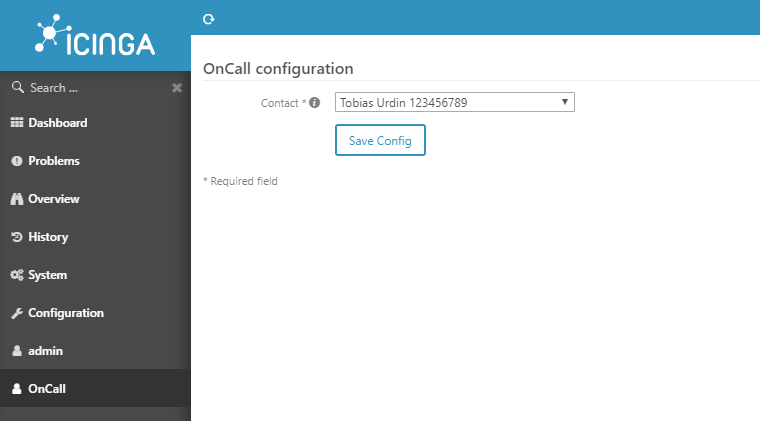 ICINGA
Search ...
Dashboard
Problems
Overview
History
System
Configuration
admin
OnCall
OnCall configuration
Contact * Tobias Urdin 123456789
Save Config
* Required field